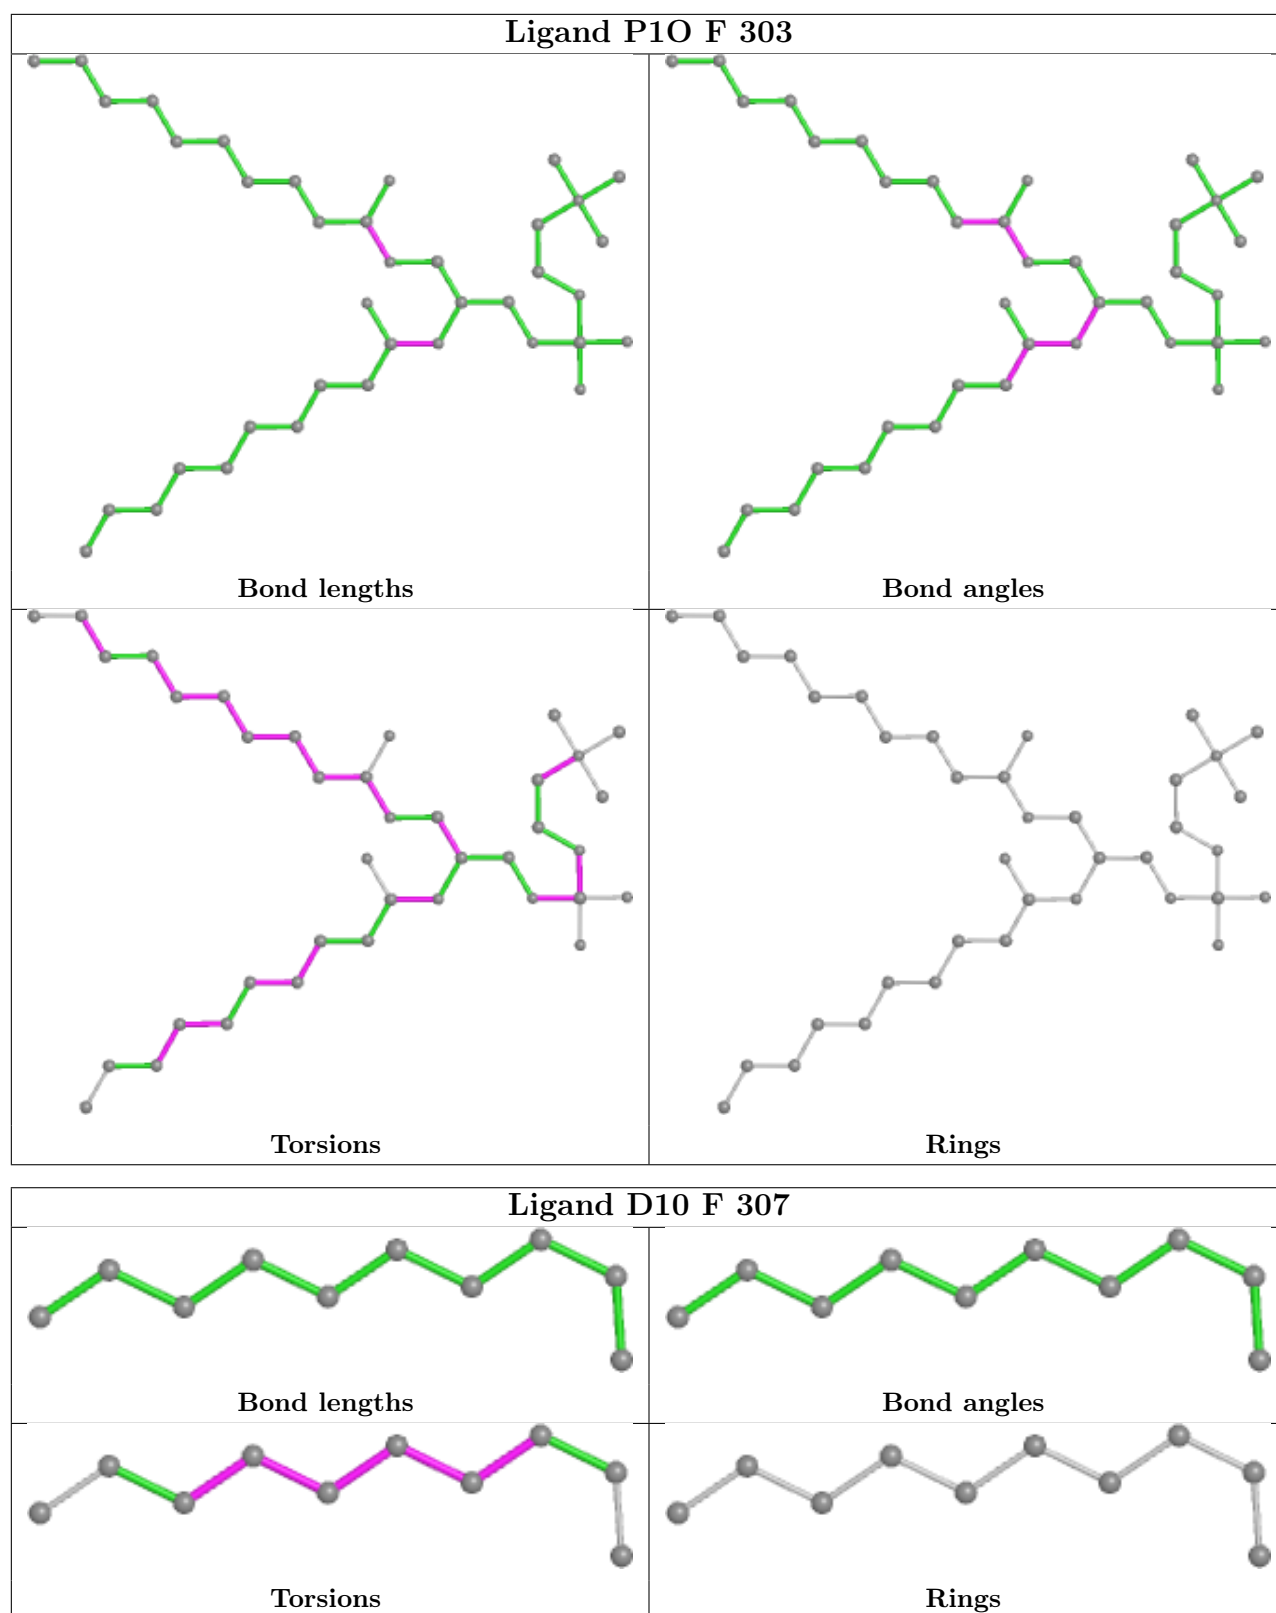 Ligand P1O F 303
Bond lengths
Bond angles
Torsions
Rings
Ligand D10 F 307
Bond lengths
Bond angles
Torsions
Rings